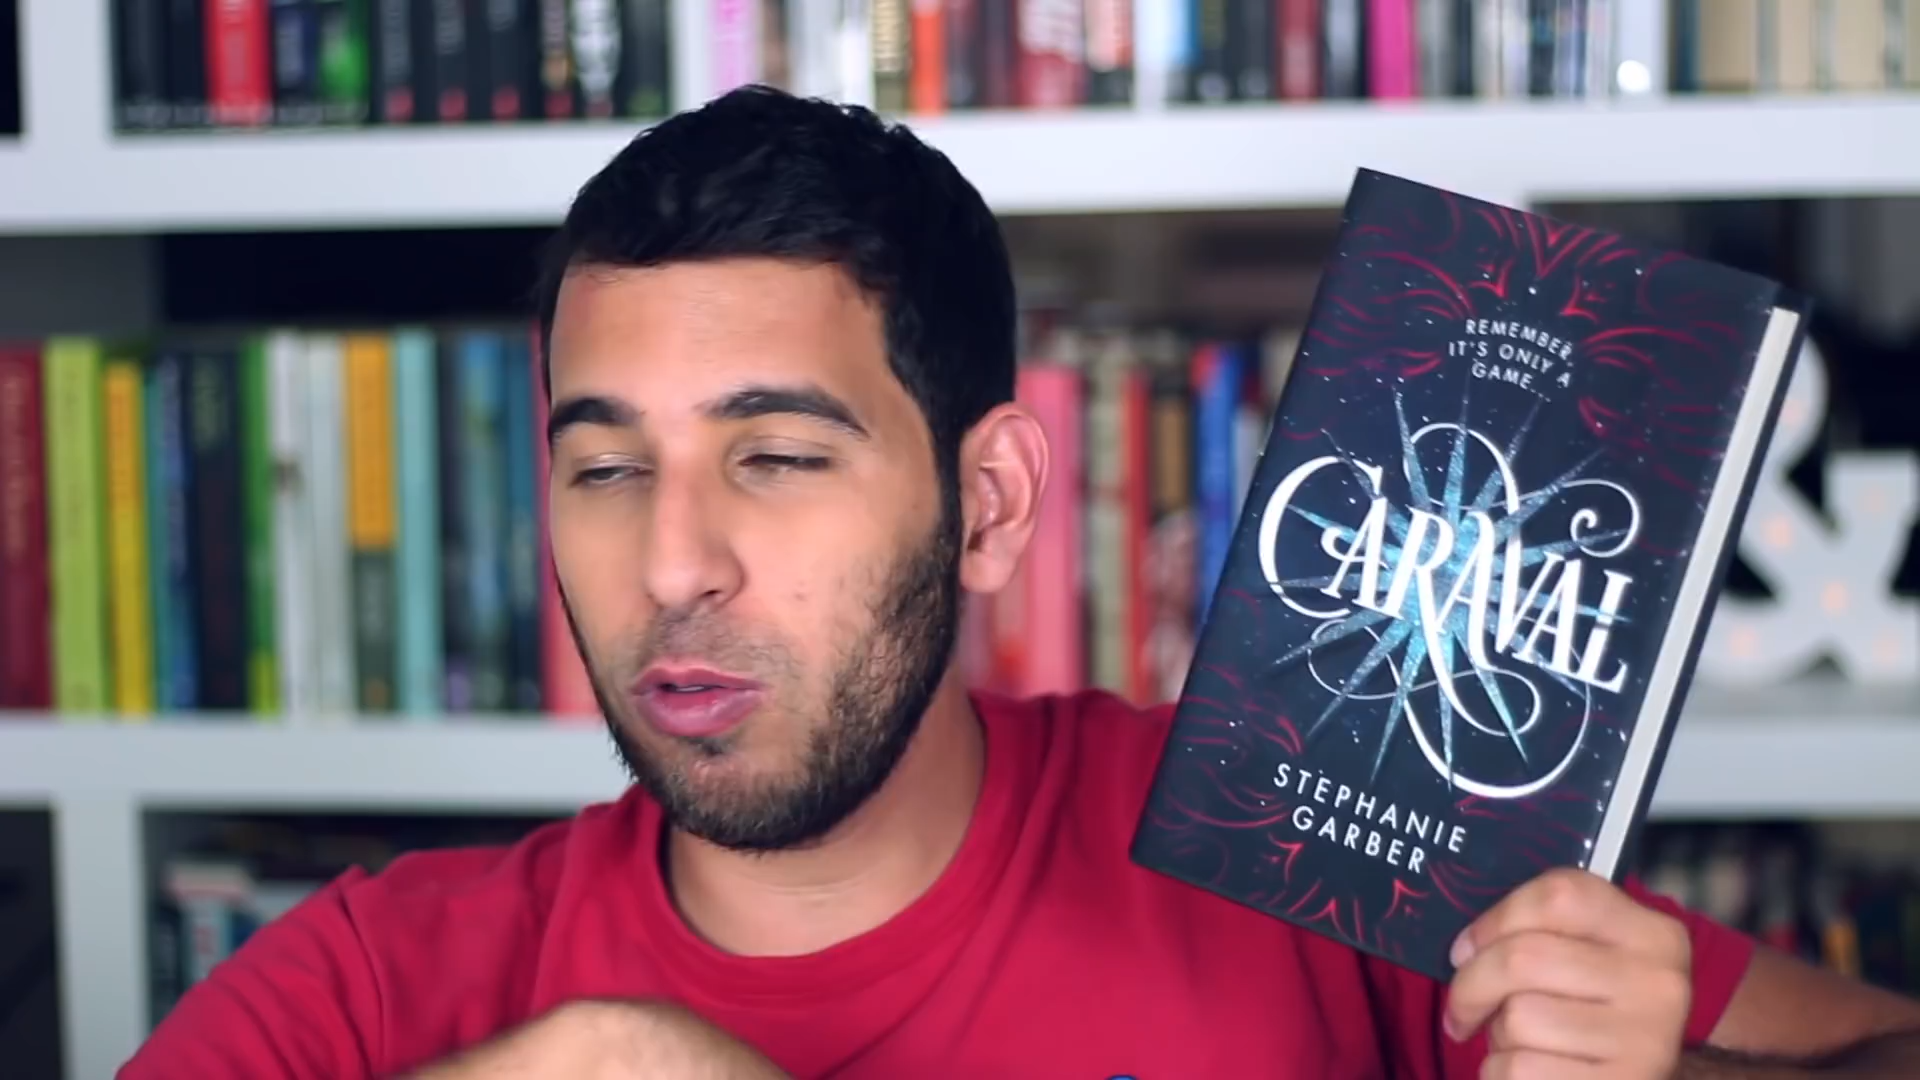 REMEMBER,
IT'S ONLY A
GAME...
CARAVAL
STEPHANIE
GARBER